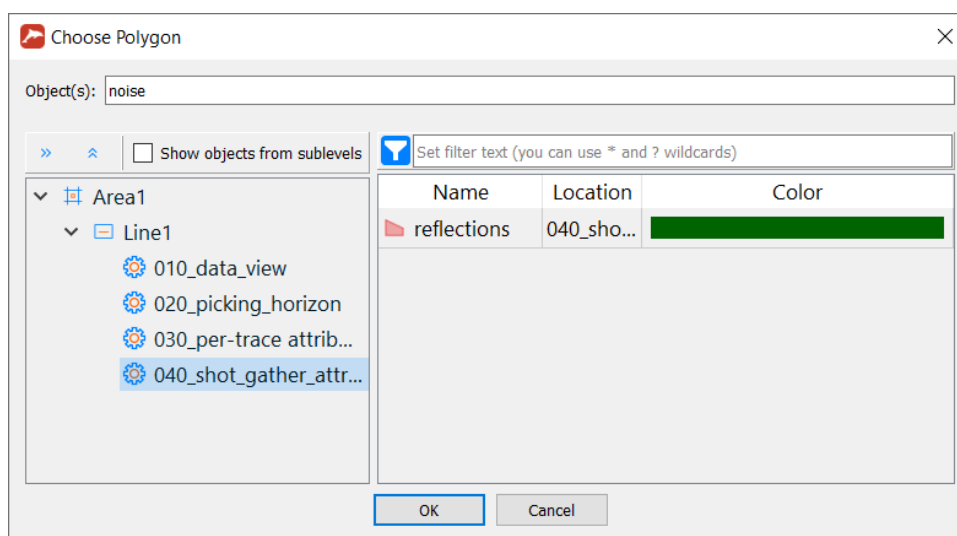 Choose Polygon
Object(s): noise
Show objects from sublevels
Set filter text (you can use * and ? wildcards)
Area1
Line1
010_data_view
020_picking_horizon
030_per-trace attrib...
040_shot_gather_attr...
Name Location Color
reflections 040_sho...
OK Cancel